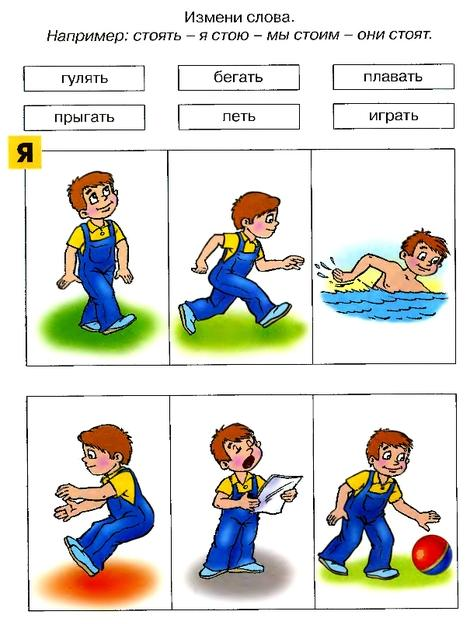 Измени слова.
Например: стоять – я стою – мы стоим – они стоят.
гулять бегать плавать
прыгать петь играть
Я